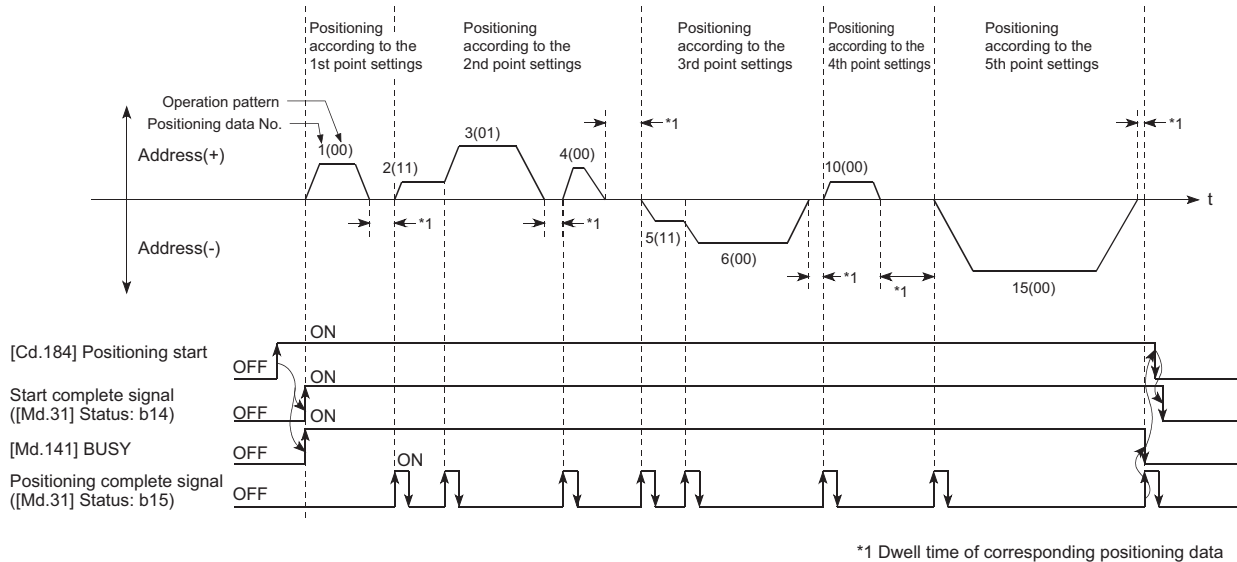 Positioning
according to the
1st point settings
Positioning
according to the
2nd point settings
Positioning
according to the
3rd point settings
Positioning
according to the
4th point settings
Positioning
according to the
5th point settings
Operation pattern
Positioning data No.
Address(+)
Address(-)
1(00)
2(11)
3(01)
4(00)
5(11)
6(00)
10(00)
15(00)
*1
*1
*1
*1
*1
*1
t
[Cd.184] Positioning start
OFF
ON
Start complete signal
([Md.31] Status: b14)
OFF
ON
[Md.141] BUSY
OFF
ON
Positioning complete signal
([Md.31] Status: b15)
OFF
ON
*1 Dwell time of corresponding positioning data